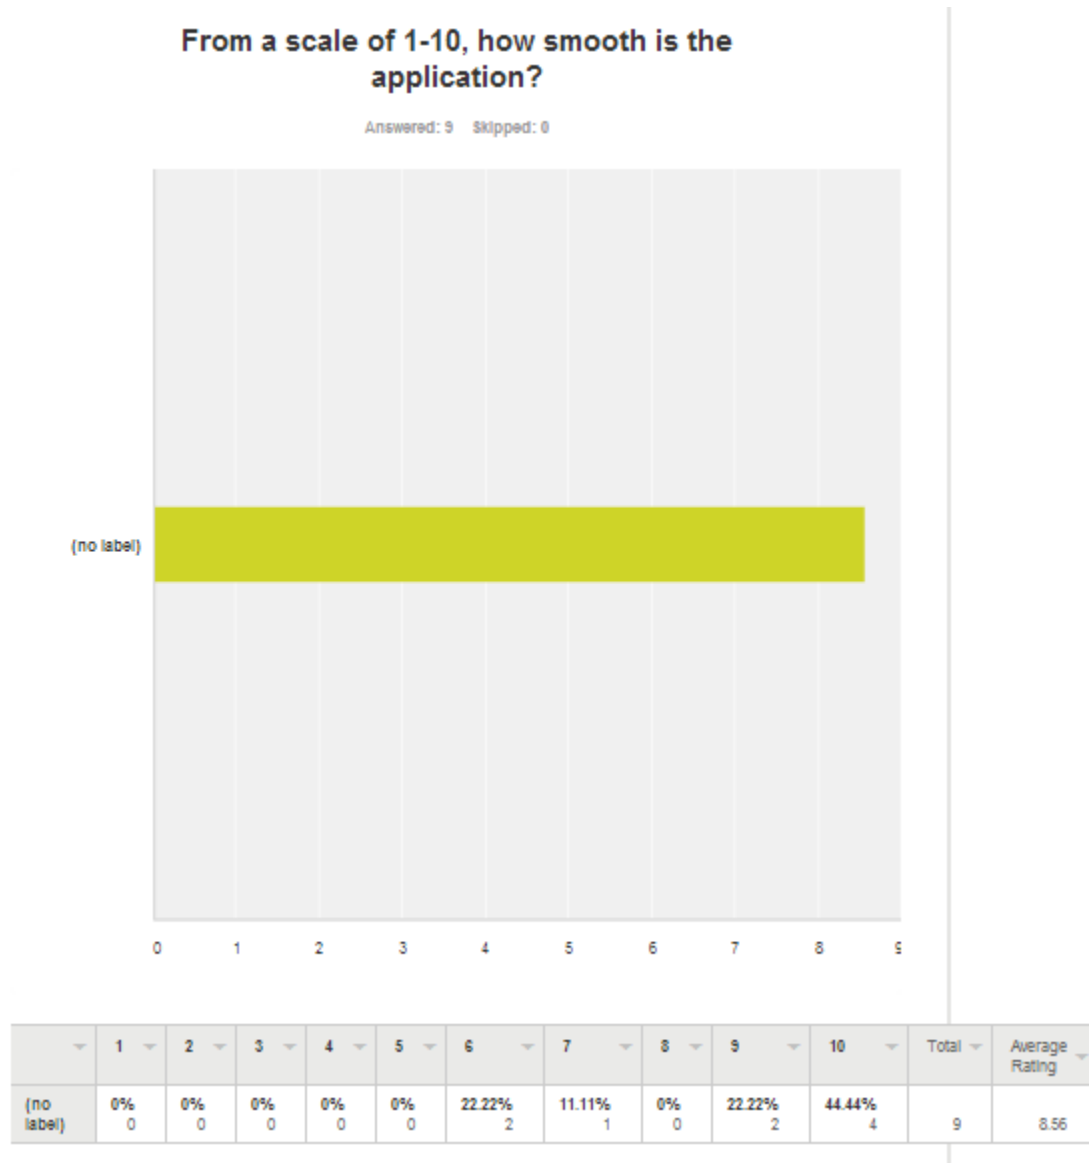 From a scale of 1-10, how smooth is the
application?
Answered: 9 Skipped: 0
(no label)
0 1 2 3 4 5 6 7 8 9
1 2 3 4 5 6 7 8 9 10 Total Average
Rating
(no
label)
0% 0% 0% 0% 0% 22.22% 11.11% 0% 22.22% 44.44%
0 0 0 0 0 2 1 0 2 4 9 8.56